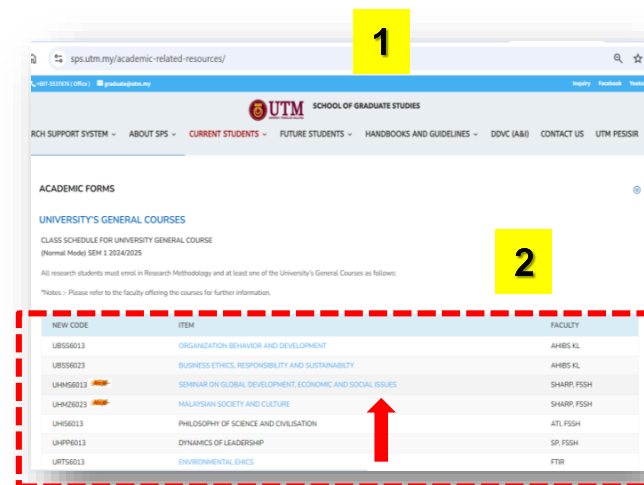 1
sps.utm.my/academic-related-resources/
+607-5537876 ( Office ) graduate@utm.my Inquiry Facebook Youtu
UTM SCHOOL OF GRADUATE STUDIES
RCH SUPPORT SYSTEM ABOUT SPS CURRENT STUDENTS FUTURE STUDENTS HANDBOOKS AND GUIDELINES DDVC (A&I) CONTACT US UTM PESISIR
ACADEMIC FORMS
UNIVERSITY'S GENERAL COURSES
CLASS SCHEDULE FOR UNIVERSITY GENERAL COURSE
(Normal Mode) SEM 1 2024/2025
2
All research students must enrol in Research Methodology and at least one of the University's General Courses as follows:
*Notes :- Please refer to the faculty offering the courses for further information.
NEW CODE ITEM FACULTY
UBSS6013 ORGANIZATION BEHAVIOR AND DEVELOPMENT AHIBS KL
UBSS6023 BUSINESS ETHICS, RESPONSIBILITY AND SUSTAINABILTY AHIBS KL
UHMS6013 SEMINAR ON GLOBAL DEVELOPMENT, ECONOMIC AND SOCIAL ISSUES SHARP, FSSH
UHMZ6023 MALAYSIAN SOCIETY AND CULTURE SHARP, FSSH
UHIS6013 PHILOSOPHY OF SCIENCE AND CIVILISATION ATI, FSSH
UHPP6013 DYNAMICS OF LEADERSHIP SP, FSSH
URTS6013 ENVIRONMENTAL EHICS FTIR